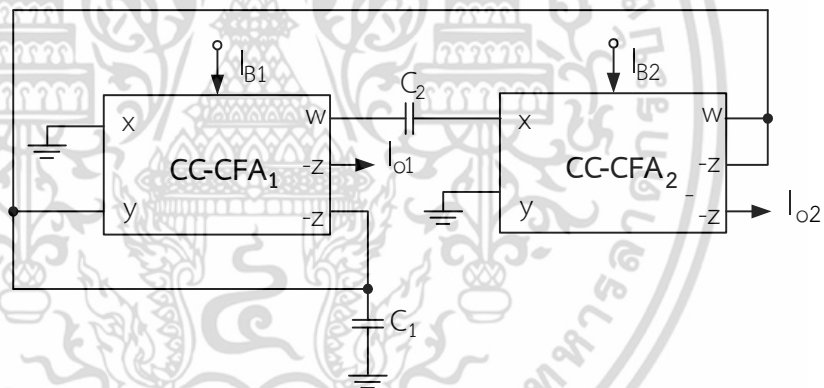 I_B1
I_B2
C_2
x
w
x
w
CC-CFA_1
-z
I_o1
CC-CFA_2
-z
y
-z
y
-
-z
I_o2
C_1